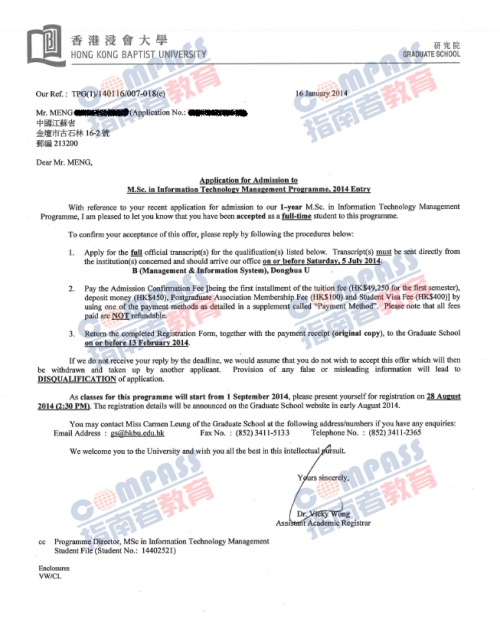 香港浸會大學
HONG KONG BAPTIST UNIVERSITY
研究院
GRADUATE SCHOOL
Our Ref. : TPG(1)/140116/007-018(c)
16 January 2014
Mr. MENG (Application No.:
中國江蘇省
金壇市古石林 16-2 號
郵編 213200
Dear Mr. MENG,
Application for Admission to
M.Sc. in Information Technology Management Programme, 2014 Entry
With reference to your recent application for admission to our 1-year M.Sc. in Information Technology Management
Programme, I am pleased to let you know that you have been accepted as a full-time student to this programme.
To confirm your acceptance of this offer, please reply by following the procedures below:
1. Apply for the full official transcript(s) for the qualification(s) listed below. Transcript(s) must be sent directly from
the institution(s) concerned and should arrive our office on or before Saturday, 5 July 2014:
B (Management & Information System), Donghua U
2. Pay the Admission Confirmation Fee [being the first installment of the tuition fee (HK$49,250 for the first semester),
deposit money (HK$450), Postgraduate Association Membership Fee (HK$100) and Student Visa Fee (HK$400)] by
using one of the payment methods as detailed in a supplement called "Payment Method". Please note that all fees
paid are NOT refundable.
3. Return the completed Registration Form, together with the payment receipt (original copy), to the Graduate School
on or before 13 February 2014.
If we do not receive your reply by the deadline, we would assume that you do not wish to accept this offer which will then
be withdrawn and taken up by another applicant. Provision of any false or misleading information will lead to
DISQUALIFICATION of application.
As classes for this programme will start from 1 September 2014, please present yourself for registration on 28 August
2014 (2:30 PM). The registration details will be announced on the Graduate School website in early August 2014.
You may contact Miss Carmen Leung of the Graduate School at the following address/numbers if you have any enquiries:
Email Address : gs@hkbu.edu.hk Fax No. : (852) 3411-5133 Telephone No. : (852) 3411-2365
We welcome you to the University and wish you all the best in this intellectual pursuit.
Yours sincerely,
Dr. Vicky Wong
Assistant Academic Registrar
cc Programme Director, MSc in Information Technology Management
Student File (Student No.: 14402521)
Enclosures
VW/CL
COMPASS
指南者教育
COMPASS
指南者教育
COMPASS
指南者教育
COMPASS
指南者教育
COMPASS
指南者教育
COMPASS
指南者教育